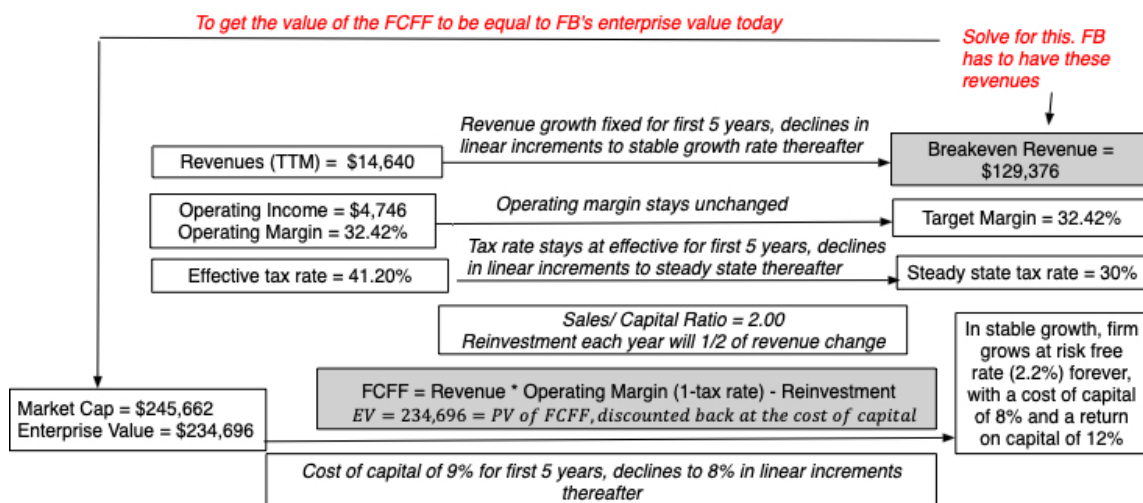 To get the value of the FCFF to be equal to FB's enterprise value today
Solve for this. FB
has to have these
revenues
Revenue growth fixed for first 5 years, declines in
linear increments to stable growth rate thereafter
Revenues (TTM) = $14,640
Breakeven Revenue =
$129,376
Operating Income = $4,746
Operating Margin = 32.42%
Operating margin stays unchanged
Target Margin = 32.42%
Tax rate stays at effective for first 5 years, declines
in linear increments to steady state thereafter
Effective tax rate = 41.20%
Steady state tax rate = 30%
Sales/ Capital Ratio = 2.00
Reinvestment each year will 1/2 of revenue change
In stable growth, firm
grows at risk free
rate (2.2%) forever,
with a cost of capital
of 8% and a return
on capital of 12%
FCFF = Revenue * Operating Margin (1-tax rate) - Reinvestment
EV = 234,696 = PV of FCFF, discounted back at the cost of capital
Market Cap = $245,662
Enterprise Value = $234,696
Cost of capital of 9% for first 5 years, declines to 8% in linear increments
thereafter